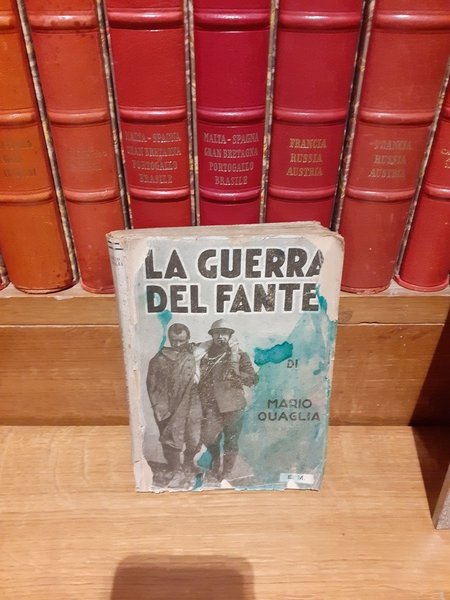 MALTA - SPAGNA
GRAN BRETAGNA
PORTOGALLO
BRASILE
MALTA - SPAGNA
GRAN BRETAGNA
PORTOGALLO
BRASILE
FRANCIA
RUSSIA
AUSTRIA
FRANCIA
RUSSIA
AUSTRIA
LA GUERRA
DEL FANTE
DI
MARIO
QUAGLIA